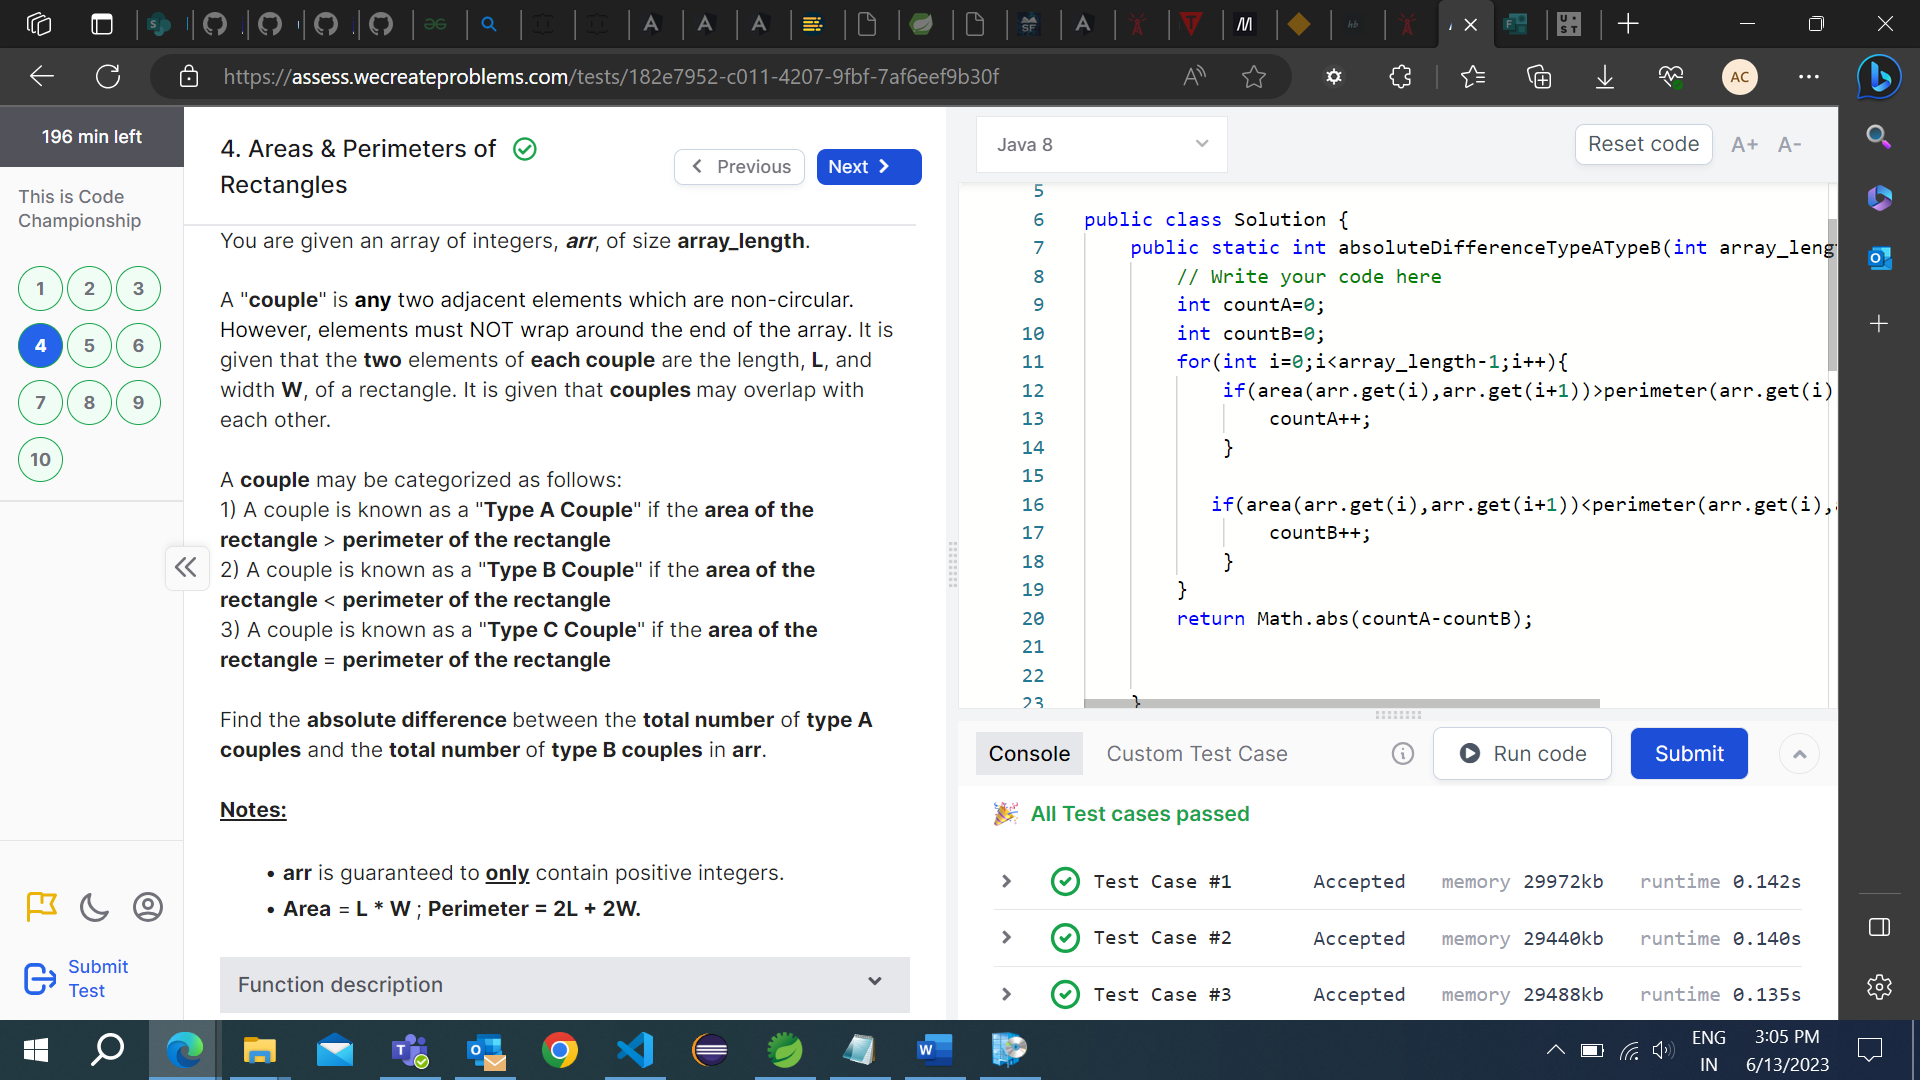 https://assess.wecreateproblems.com/tests/182e7952-c011-4207-9fbf-7af6eef9b30f
AC
196 min left
This is Code
Championship
1 2 3
4 5 6
7 8 9
10
Submit
Test
4. Areas & Perimeters of
Rectangles
Previous
Next
You are given an array of integers, arr, of size array_length.
A "couple" is any two adjacent elements which are non-circular.
However, elements must NOT wrap around the end of the array. It is
given that the two elements of each couple are the length, L, and
width W, of a rectangle. It is given that couples may overlap with
each other.
A couple may be categorized as follows:
1) A couple is known as a "Type A Couple" if the area of the
rectangle > perimeter of the rectangle
2) A couple is known as a "Type B Couple" if the area of the
rectangle < perimeter of the rectangle
3) A couple is known as a "Type C Couple" if the area of the
rectangle = perimeter of the rectangle
Find the absolute difference between the total number of type A
couples and the total number of type B couples in arr.
Notes:
• arr is guaranteed to only contain positive integers.
• Area = L * W ; Perimeter = 2L + 2W.
Function description
Java 8
Reset code
A+ A-
5
6 public class Solution {
7 public static int absoluteDifferenceTypeATypeB(int array_leng
8 // Write your code here
9 int countA=0;
10 int countB=0;
11 for(int i=0;i<array_length-1;i++){
12 if(area(arr.get(i),arr.get(i+1))>perimeter(arr.get(i)
13 countA++;
14 }
15
16 if(area(arr.get(i),arr.get(i+1))<perimeter(arr.get(i),
17 countB++;
18 }
19 }
20 return Math.abs(countA-countB);
21
22
23 }
Console
Custom Test Case
Run code
Submit
All Test cases passed
Test Case #1 Accepted memory 29972kb runtime 0.142s
Test Case #2 Accepted memory 29440kb runtime 0.140s
Test Case #3 Accepted memory 29488kb runtime 0.135s
ENG
IN
3:05 PM
6/13/2023